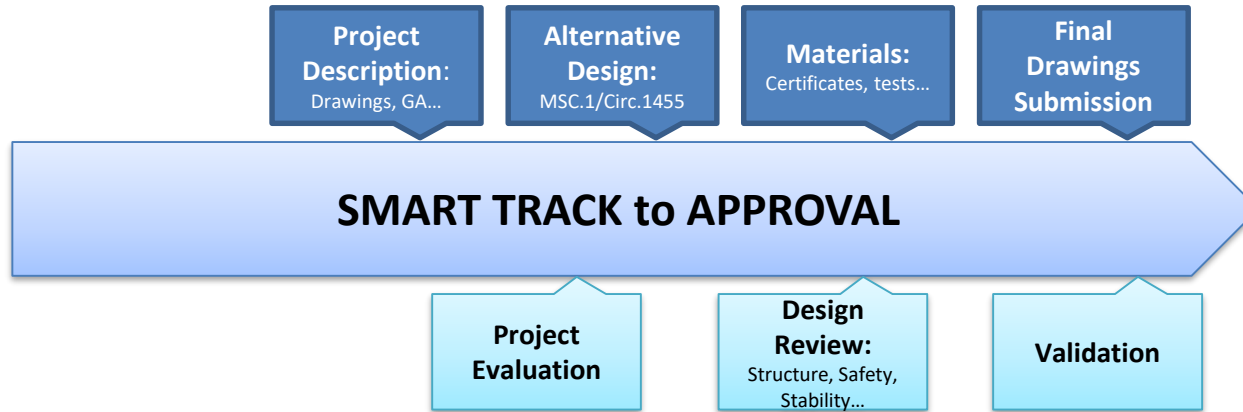 Project
Description:
Drawings, GA…
Alternative
Design:
MSC.1/Circ.1455
Materials:
Certificates, tests…
Final
Drawings
Submission
SMART TRACK to APPROVAL
Project
Evaluation
Design
Review:
Structure, Safety,
Stability…
Validation